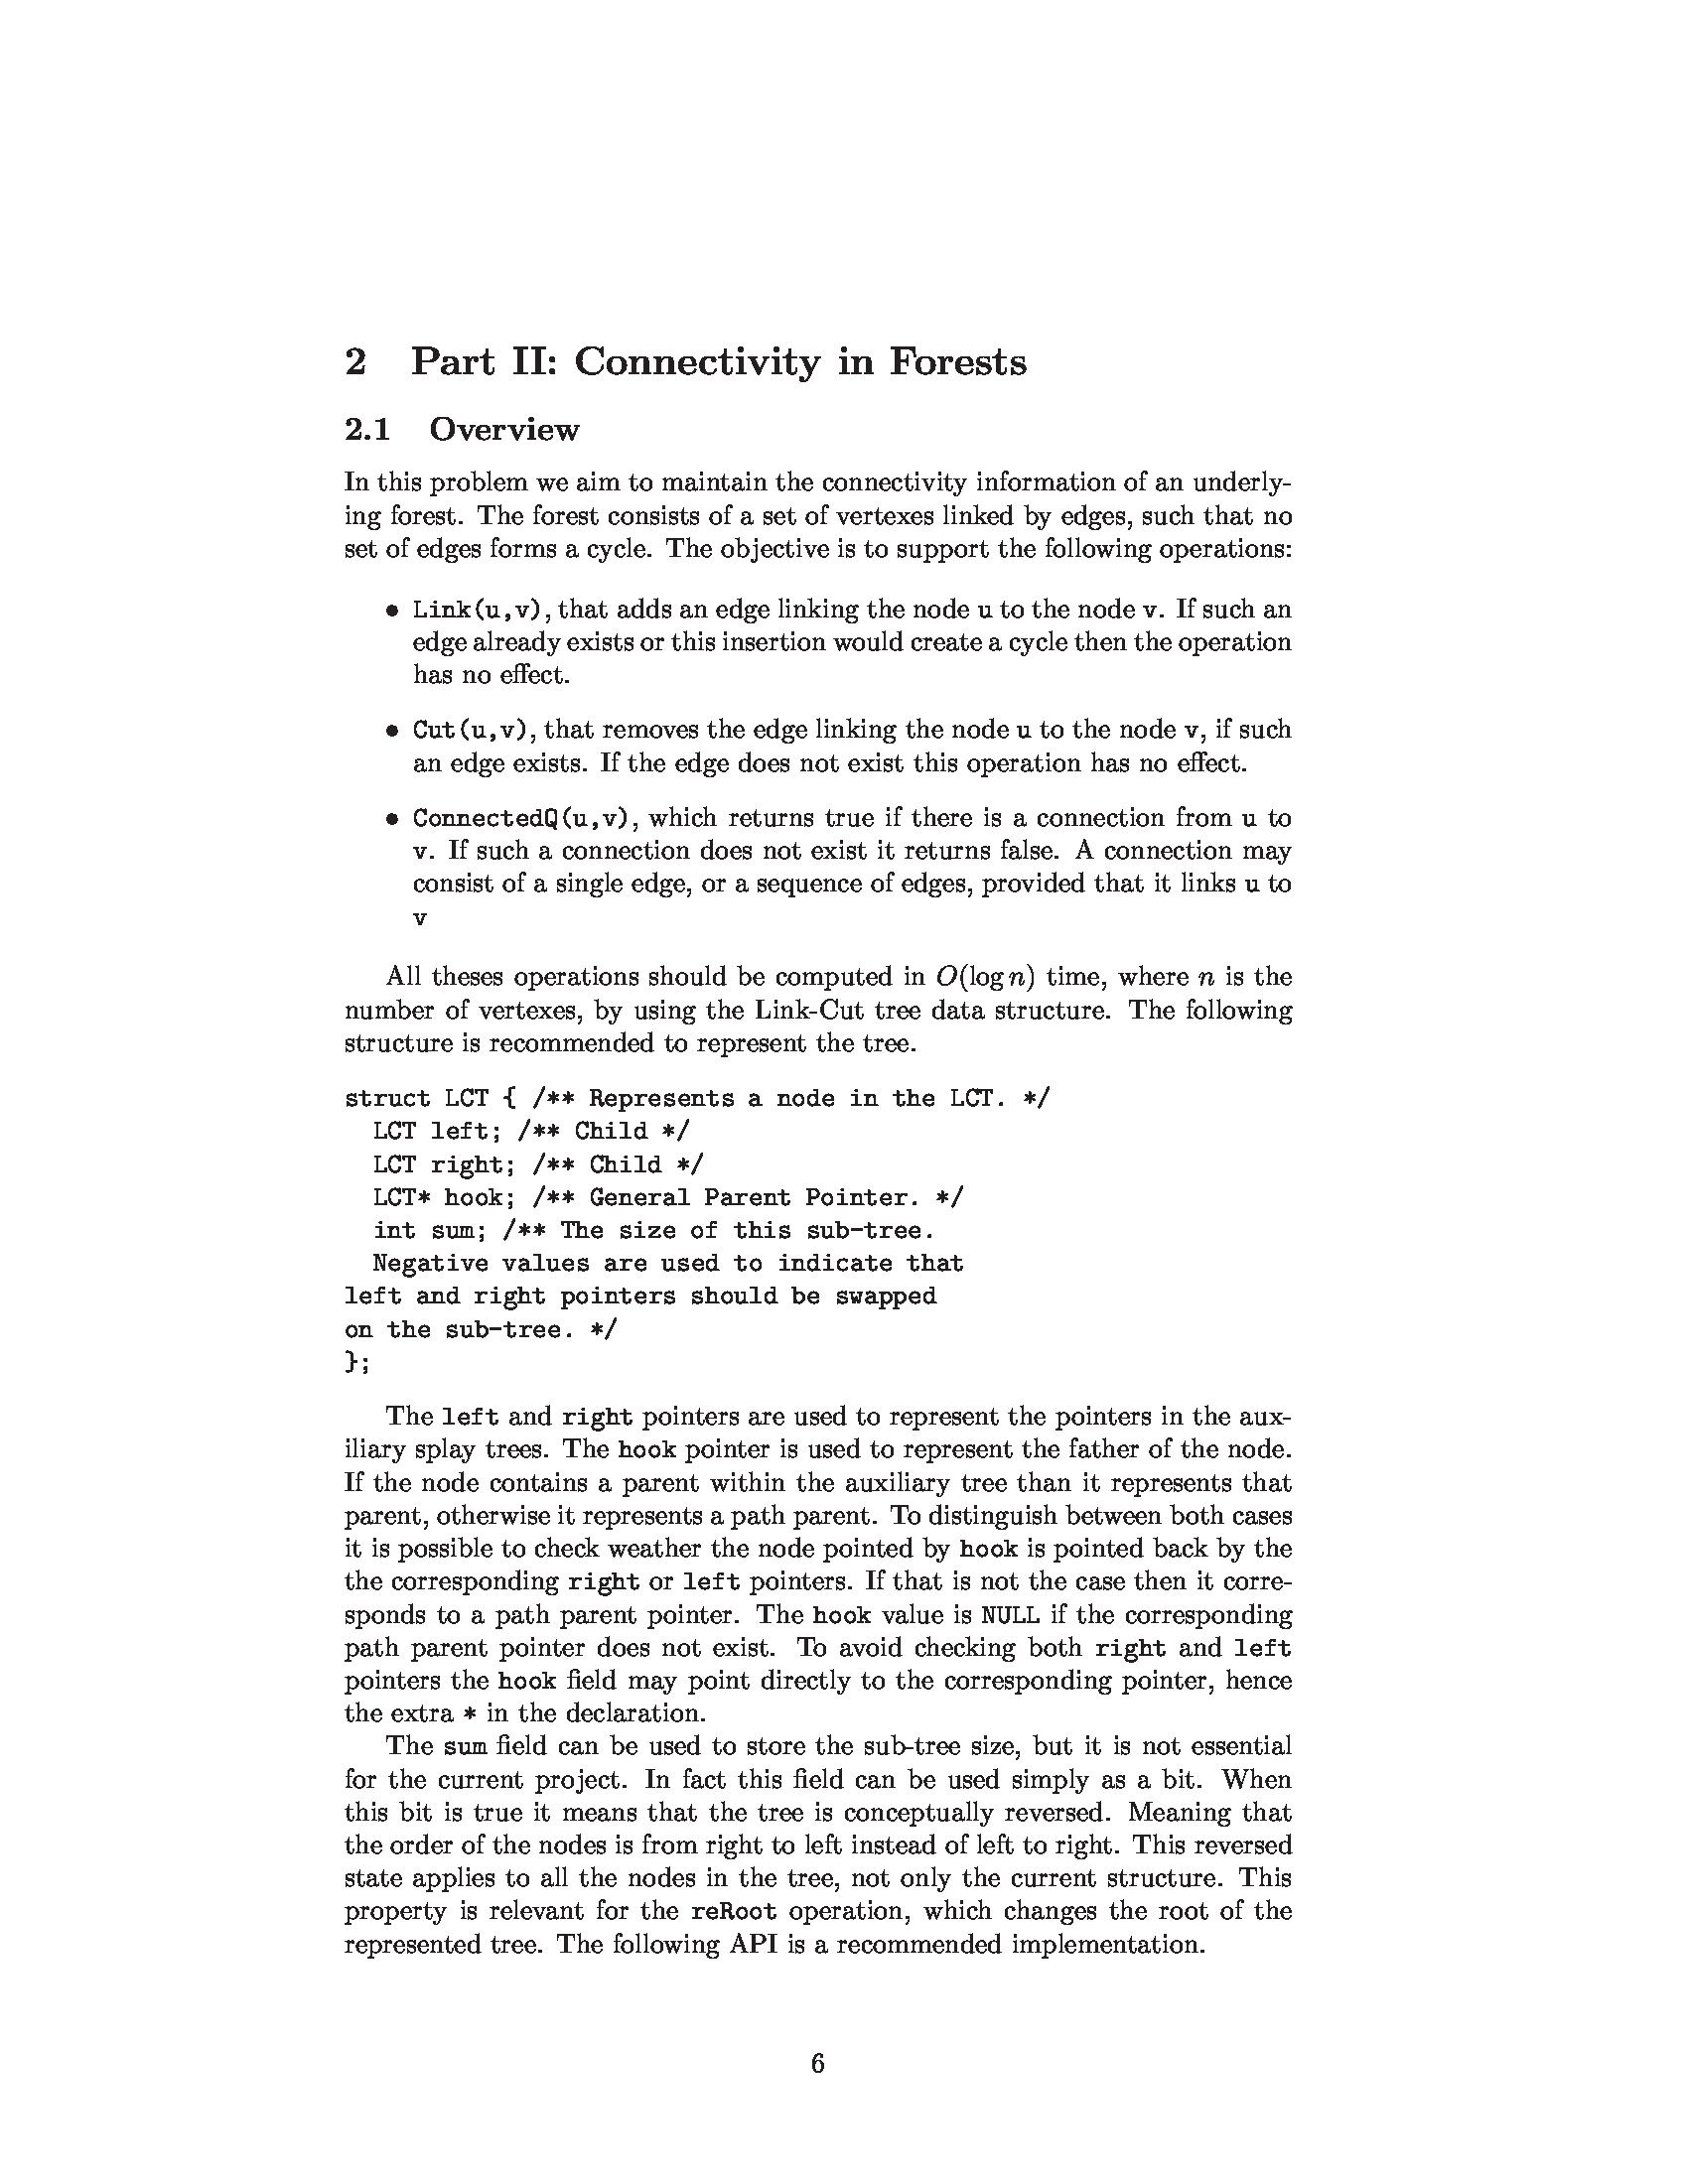 2 Part II: Connectivity in Forests
2.1 Overview
In this problem we aim to maintain the connectivity information of an underly-
ing forest. The forest consists of a set of vertexes linked by edges, such that no
set of edges forms a cycle. The objective is to support the following operations:
• Link(u,v), that adds an edge linking the node u to the node v. If such an
edge already exists or this insertion would create a cycle then the operation
has no effect.
• Cut(u,v), that removes the edge linking the node u to the node v, if such
an edge exists. If the edge does not exist this operation has no effect.
• ConnectedQ(u,v), which returns true if there is a connection from u to
v. If such a connection does not exist it returns false. A connection may
consist of a single edge, or a sequence of edges, provided that it links u to
v
All theses operations should be computed in O(log n) time, where n is the
number of vertexes, by using the Link-Cut tree data structure. The following
structure is recommended to represent the tree.
struct LCT { /** Represents a node in the LCT. */
LCT left; /** Child */
LCT right; /** Child */
LCT* hook; /** General Parent Pointer. */
int sum; /** The size of this sub-tree.
Negative values are used to indicate that
left and right pointers should be swapped
on the sub-tree. */
};
The left and right pointers are used to represent the pointers in the aux-
iliary splay trees. The hook pointer is used to represent the father of the node.
If the node contains a parent within the auxiliary tree than it represents that
parent, otherwise it represents a path parent. To distinguish between both cases
it is possible to check weather the node pointed by hook is pointed back by the
the corresponding right or left pointers. If that is not the case then it corre-
sponds to a path parent pointer. The hook value is NULL if the corresponding
path parent pointer does not exist. To avoid checking both right and left
pointers the hook field may point directly to the corresponding pointer, hence
the extra * in the declaration.
The sum field can be used to store the sub-tree size, but it is not essential
for the current project. In fact this field can be used simply as a bit. When
this bit is true it means that the tree is conceptually reversed. Meaning that
the order of the nodes is from right to left instead of left to right. This reversed
state applies to all the nodes in the tree, not only the current structure. This
property is relevant for the reRoot operation, which changes the root of the
represented tree. The following API is a recommended implementation.
6